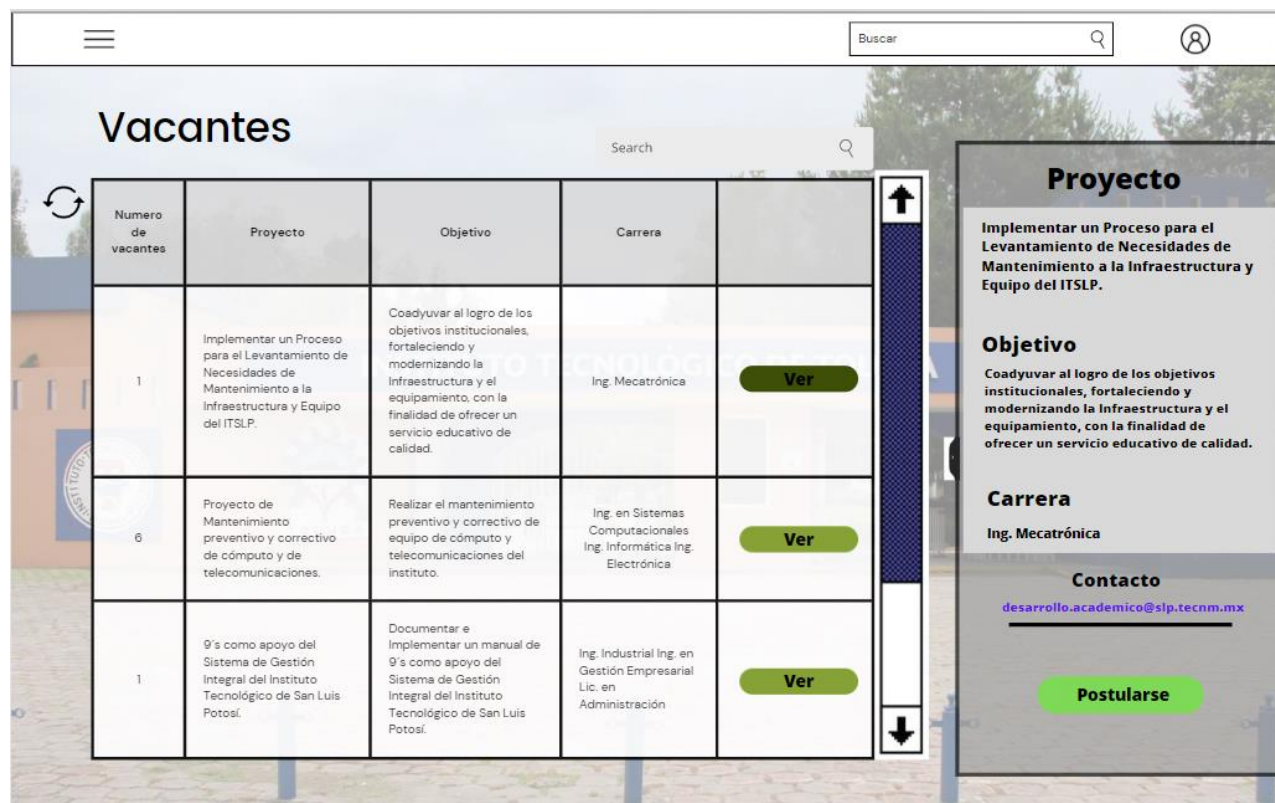 Buscar
Vacantes
Search
Numero
de
vacantes
Proyecto
Objetivo
Carrera
1
Implementar un Proceso
para el Levantamiento de
Necesidades de
Mantenimiento a la
Infraestructura y Equipo
del ITSLP.
Coadyuvar al logro de los
objetivos institucionales,
fortaleciendo y
modernizando la
Infraestructura y el
equipamiento, con la
finalidad de ofrecer un
servicio educativo de
calidad.
Ing. Mecatrónica
Ver
6
Proyecto de
Mantenimiento
preventivo y correctivo
de cómputo y de
telecomunicaciones.
Realizar el mantenimiento
preventivo y correctivo de
equipo de cómputo y
telecomunicaciones del
instituto.
Ing. en Sistemas
Computacionales
Ing. Informática Ing.
Electrónica
Ver
1
9´s como apoyo del
Sistema de Gestión
Integral del Instituto
Tecnológico de San Luis
Potosí.
Documentar e
Implementar un manual de
9´s como apoyo del
Sistema de Gestión
Integral del Instituto
Tecnológico de San Luis
Potosí.
Ing. Industrial Ing. en
Gestión Empresarial
Lic. en
Administración
Ver
Proyecto
Implementar un Proceso para el
Levantamiento de Necesidades de
Mantenimiento a la Infraestructura y
Equipo del ITSLP.
Objetivo
Coadyuvar al logro de los objetivos
institucionales, fortaleciendo y
modernizando la Infraestructura y el
equipamiento, con la finalidad de
ofrecer un servicio educativo de calidad.
Carrera
Ing. Mecatrónica
Contacto
desarrollo.academico@slp.tecnm.mx
Postularse